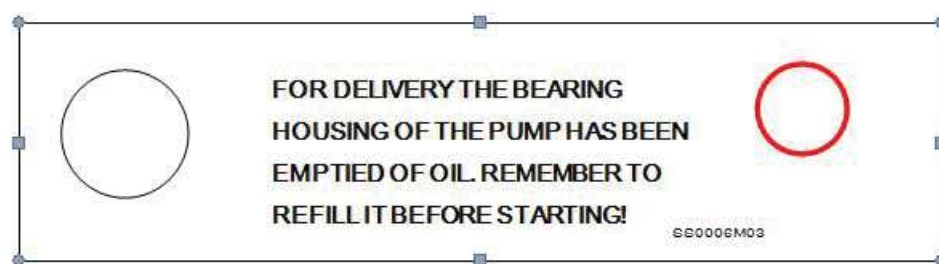 FOR DELIVERY THE BEARING
HOUSING OF THE PUMP HAS BEEN
EMPTIED OF OIL. REMEMBER TO
REFILL IT BEFORE STARTING!
SS0006M03